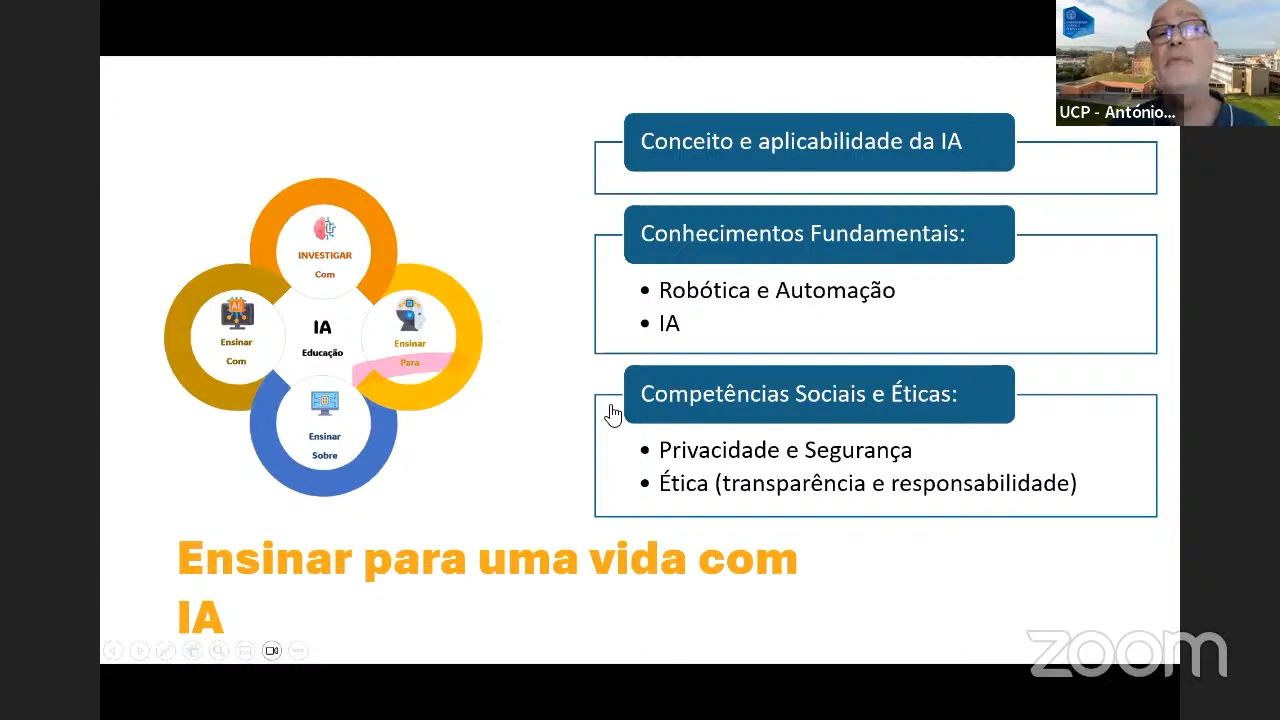 UCP - António...
Conceito e aplicabilidade da IA
Conhecimentos Fundamentais:
• Robótica e Automação
• IA
Competências Sociais e Éticas:
• Privacidade e Segurança
• Ética (transparência e responsabilidade)
INVESTIGAR
Com
AI
Ensinar
Com
IA
Educação
Ensinar
Para
Ensinar
Sobre
Ensinar para uma vida com
IA
zoom